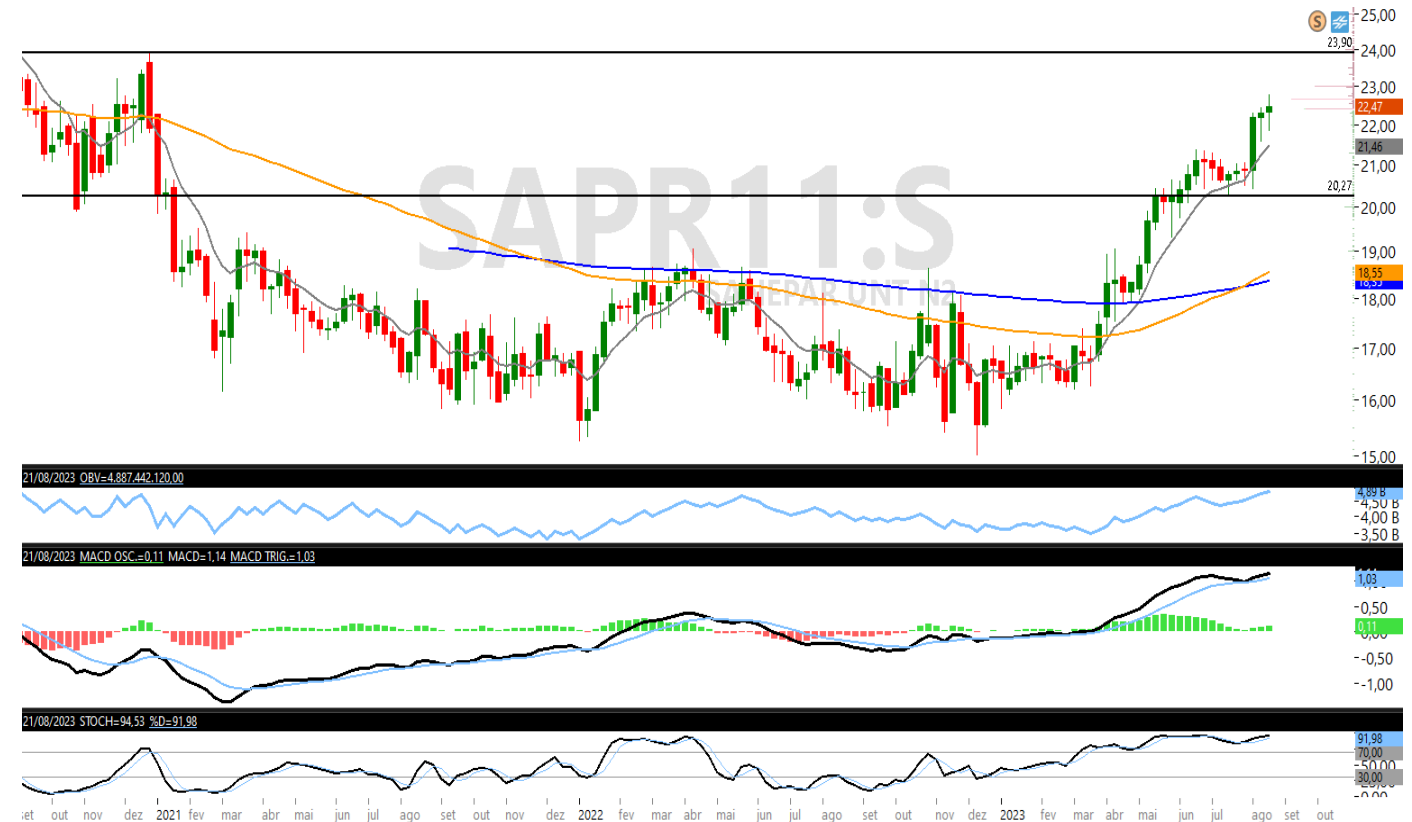 25,00
23,90
24,00
23,00
22,47
22,00
21,46
21,00
20,27
20,00
SAPR11:S
SANEPAR UNT N2
19,00
18,55
18,00
17,00
16,00
15,00
21/08/2023 OBV=4.887.442.120,00
4,89 B
4,50 B
4,00 B
3,50 B
21/08/2023 MACD OSC.=0,11 MACD=1,14 MACD TRIG.=1,03
1,03
0,50
0,11
0,00
-0,50
-1,00
21/08/2023 STOCH=94,53 %D=91,98
91,98
70,00
50,00
30,00
set out nov dez 2021 fev mar abr mai jun jul ago set out nov dez 2022 fev mar abr mai jun jul ago set out nov dez 2023 fev mar abr mai jun jul ago set out